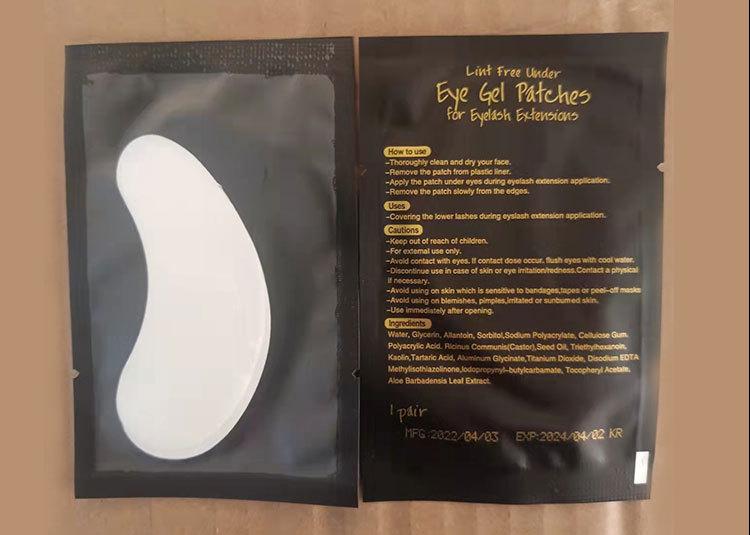 Lint Free Under
Eye Gel Patches
for Eyelash Extensions
How to use
-Thoroughly clean and dry your face.
-Remove the patch from plastic liner.
-Apply the patch under eyes during eyelash extension application.
-Remove the patch slowly from the edges.
Uses
-Covering the lower lashes during eyslash extension application.
Cautions
-Keep out of reach of children.
-For external use only.
-Avoid contact with eyes. If contact dose occur, flush eyes with cool water.
-Discontinue use in case of skin or eye irritation/redness.Contact a physical
if necessary.
-Avoid using on skin which is sensitive to bandages,tapes or peel-off masks
-Avoid using on blemishes, pimples,irritated or sunburned skin.
-Use immediately after opening.
Ingredients
Water, Glycerin, Allantoin, Sorbitol,Sodium Polyacrylate, Cellulose Gum.
Polyacrylic Acid. Ricinus Communis(Castor),Seed Oil, Triethylhexanoin.
Kaolin,Tartaric Acid, Aluminum Glycinate,Titanium Dioxide, Disodium EDTA
Methylisothiazolinone,Iodopropynyl-butylcarbamate, Tocopheryl Acetate.
Aloe Barbadensis Leaf Extract.
1 pair
MFG:2022/04/03 EXP:2024/04/02 KR